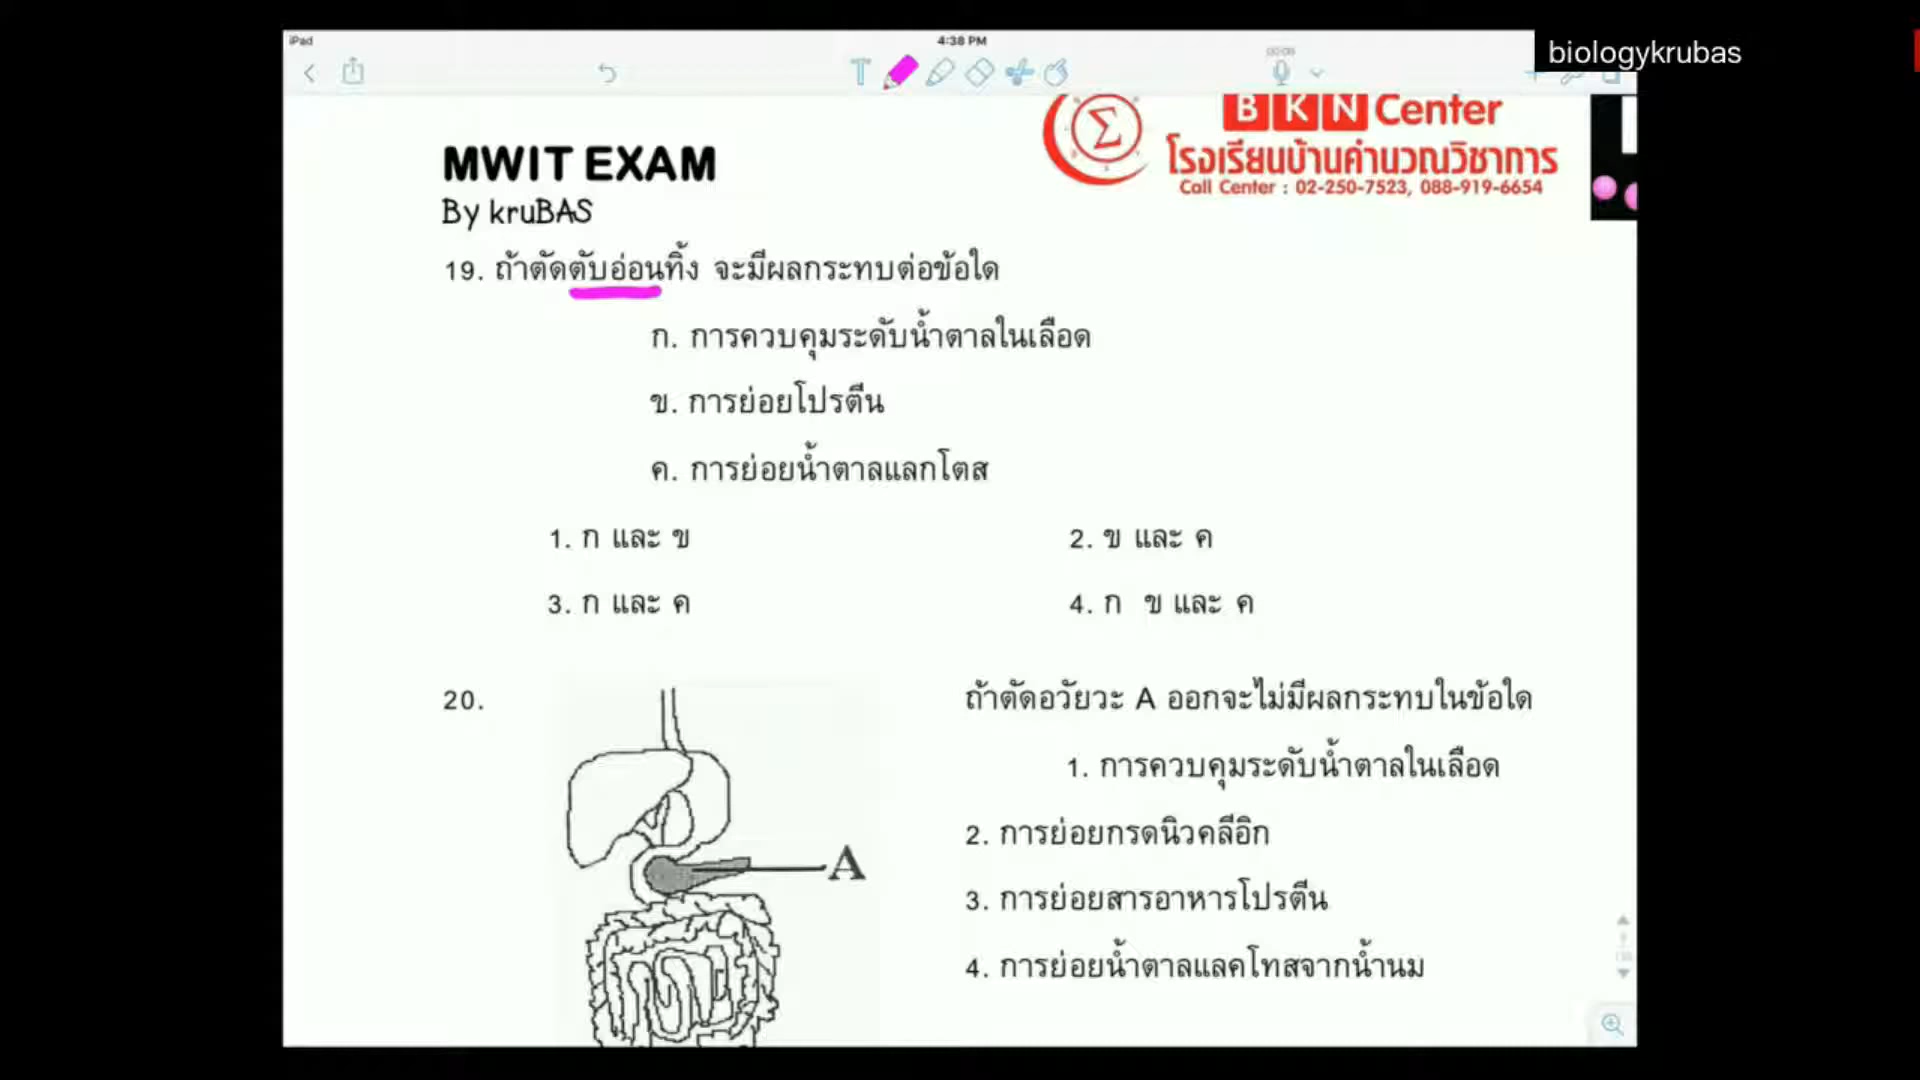 iPad
4:38 PM
biologykrubas
BKN Center
โรงเรียนบ้านคำนวณวิชาการ
Call Center : 02-250-7523, 088-919-6654
MWIT EXAM
By kruBAS
19. ถ้าตัดตับอ่อนทิ้ง จะมีผลกระทบต่อข้อใด
ก. การควบคุมระดับน้ำตาลในเลือด
ข. การย่อยโปรตีน
ค. การย่อยน้ำตาลแลกโตส
1. ก และ ข
2. ข และ ค
3. ก และ ค
4. ก ข และ ค
20.
ถ้าตัดอวัยวะ A ออกจะไม่มีผลกระทบในข้อใด
1. การควบคุมระดับน้ำตาลในเลือด
2. การย่อยกรดนิวคลีอิก
3. การย่อยสารอาหารโปรตีน
4. การย่อยน้ำตาลแลคโทสจากน้ำนม
A